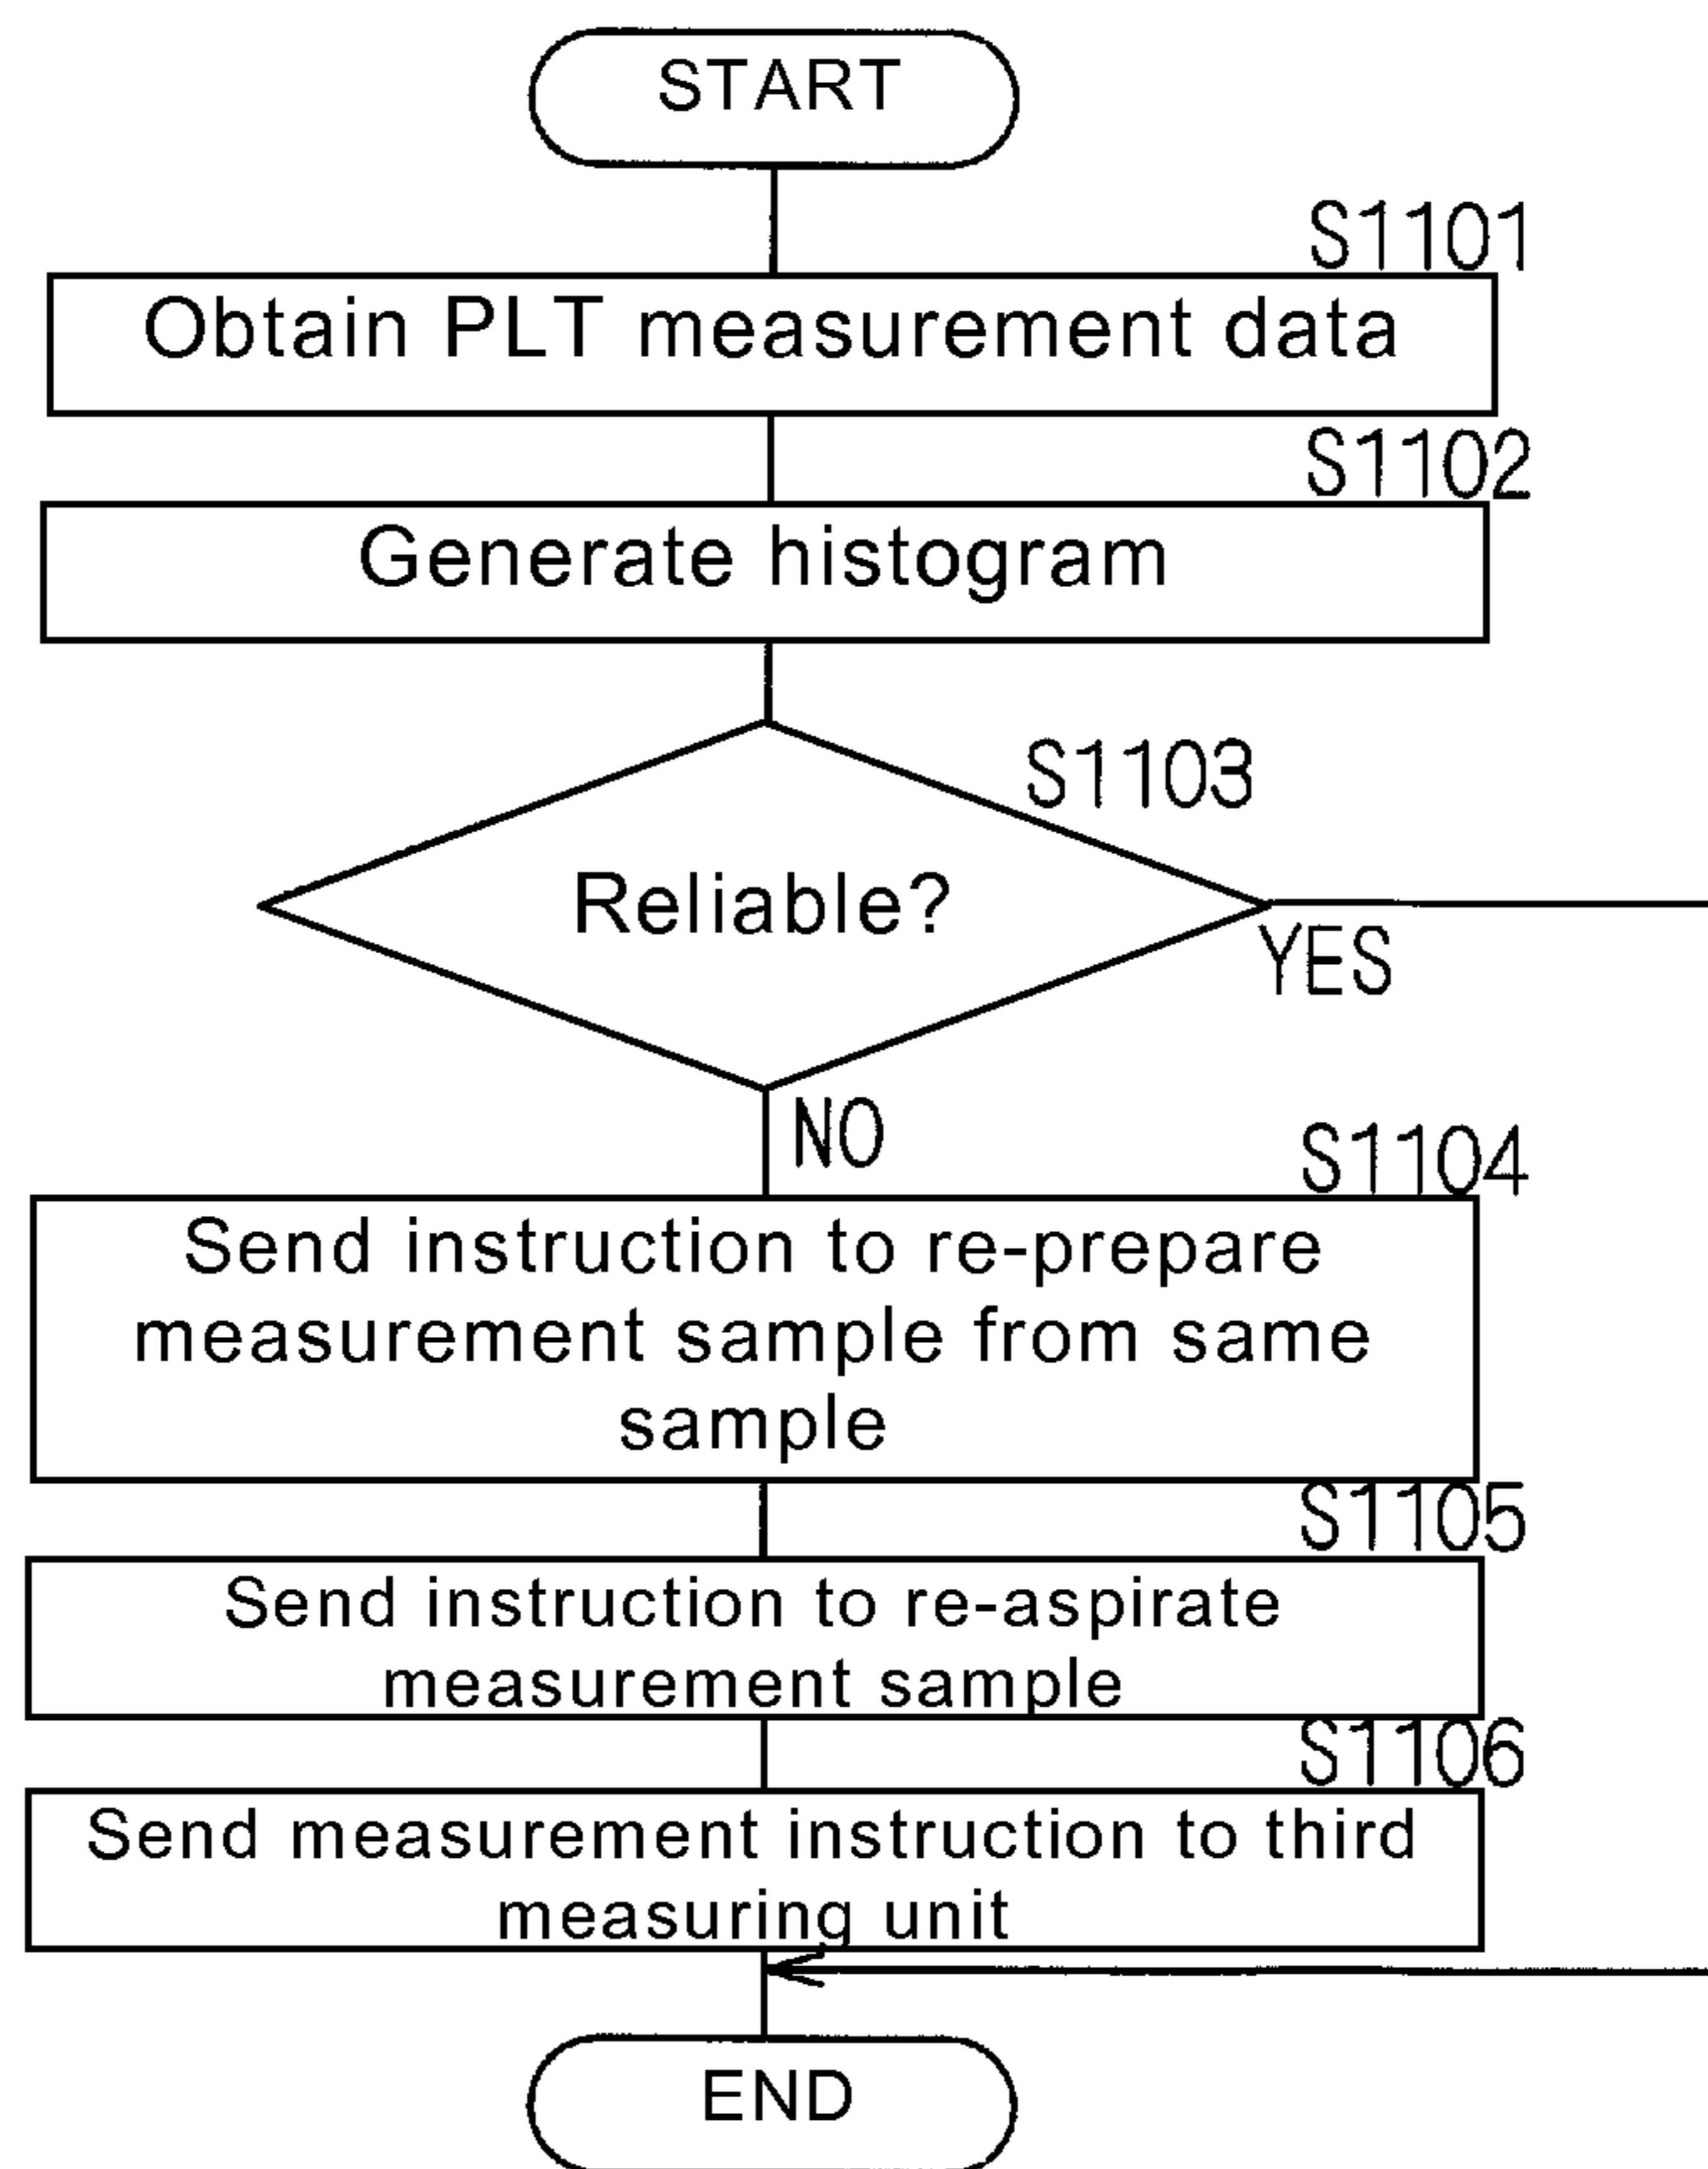 START
S1101
Obtain PLT measurement data
S1102
Generate histogram
S1103
Reliable?
YES
NO
S1104
Send instruction to re-prepare
measurement sample from same
sample
S1105
Send instruction to re-aspirate
measurement sample
S1106
Send measurement instruction to third
measuring unit
END